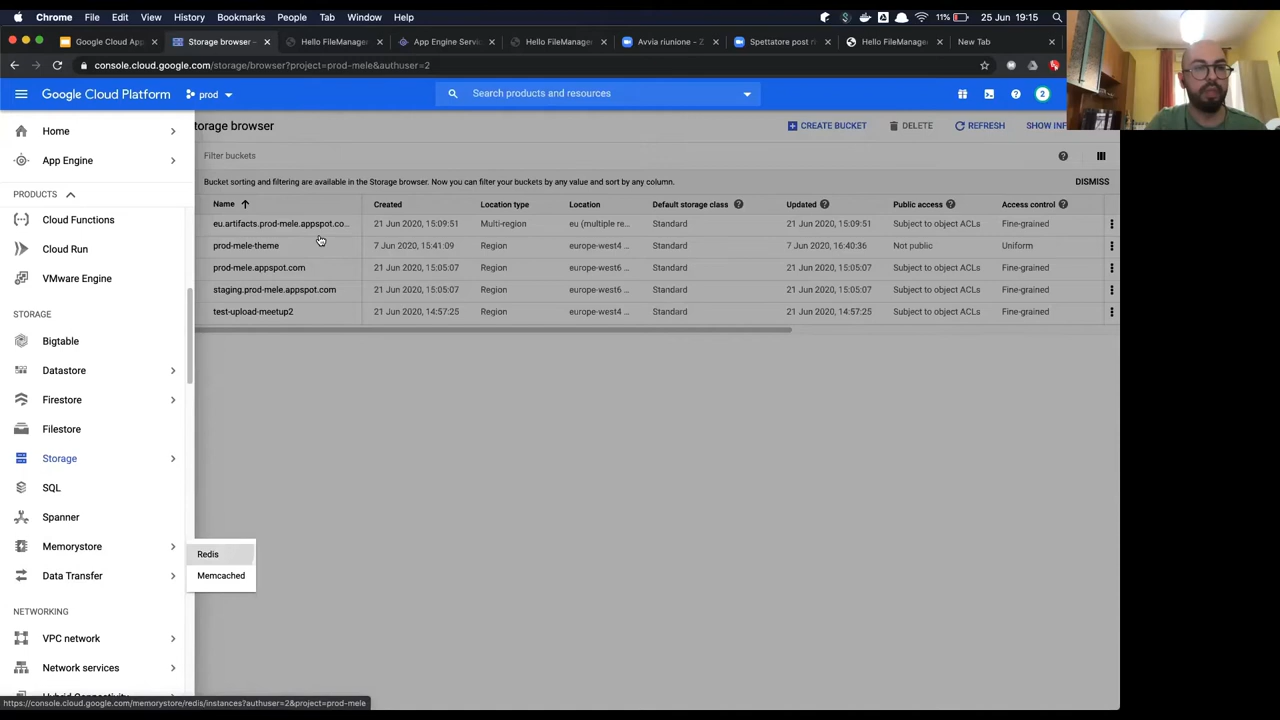 Chrome File Edit View History Bookmarks People Tab Window Help 11% 25 Jun 19:15
Google Cloud App Storage browser – Hello FileManager App Engine Servic Hello FileManager Avvia riunione - Z Spettatore post ri Hello FileManager New Tab
console.cloud.google.com/storage/browser?project=prod-mele&authuser=2
Google Cloud Platform prod Search products and resources 2
Home
torage browser CREATE BUCKET DELETE REFRESH SHOW INF
App Engine
Filter buckets
Bucket sorting and filtering are available in the Storage browser. Now you can filter your buckets by any value and sort by any column. DISMISS
PRODUCTS
Name Created Location type Location Default storage class Updated Public access Access control
Cloud Functions
eu.artifacts.prod-mele.appspot.co... 21 Jun 2020, 15:09:51 Multi-region eu (multiple re... Standard 21 Jun 2020, 15:09:51 Subject to object ACLs Fine-grained
Cloud Run
prod-mele-theme 7 Jun 2020, 15:41:09 Region europe-west4 ... Standard 7 Jun 2020, 16:40:36 Not public Uniform
prod-mele.appspot.com 21 Jun 2020, 15:05:07 Region europe-west6 ... Standard 21 Jun 2020, 15:05:07 Subject to object ACLs Fine-grained
VMware Engine
staging.prod-mele.appspot.com 21 Jun 2020, 15:05:07 Region europe-west6 ... Standard 21 Jun 2020, 15:05:07 Subject to object ACLs Fine-grained
STORAGE
test-upload-meetup2 21 Jun 2020, 14:57:25 Region europe-west4 ... Standard 21 Jun 2020, 14:57:25 Subject to object ACLs Fine-grained
Bigtable
Datastore
Firestore
Filestore
Storage
SQL
Spanner
Memorystore
Redis
Data Transfer
Memcached
NETWORKING
VPC network
Network services
Hybrid Connectivity
https://console.cloud.google.com/memorystore/redis/instances?authuser=2&project=prod-mele